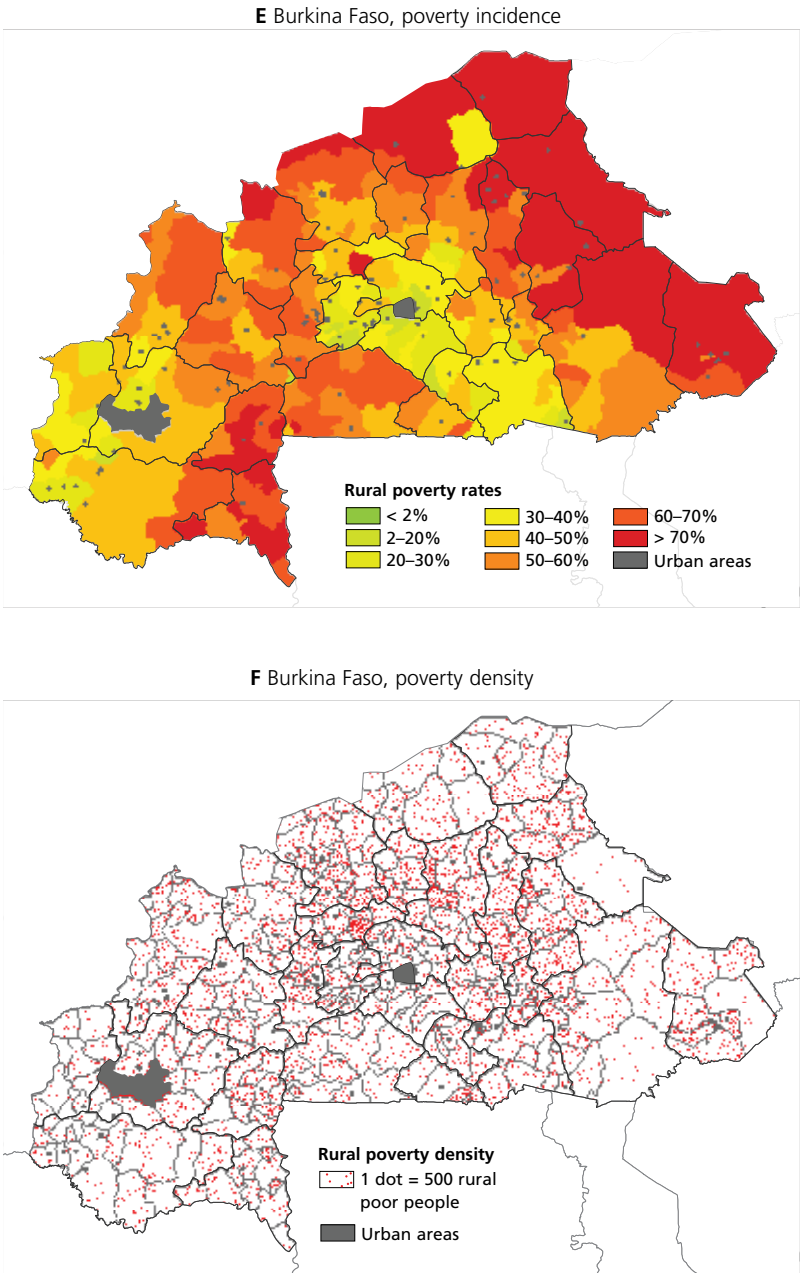 E Burkina Faso, poverty incidence
Rural poverty rates
< 2%
2–20%
20–30%
30–40%
40–50%
50–60%
60–70%
> 70%
Urban areas
F Burkina Faso, poverty density
Rural poverty density
1 dot = 500 rural
poor people
Urban areas